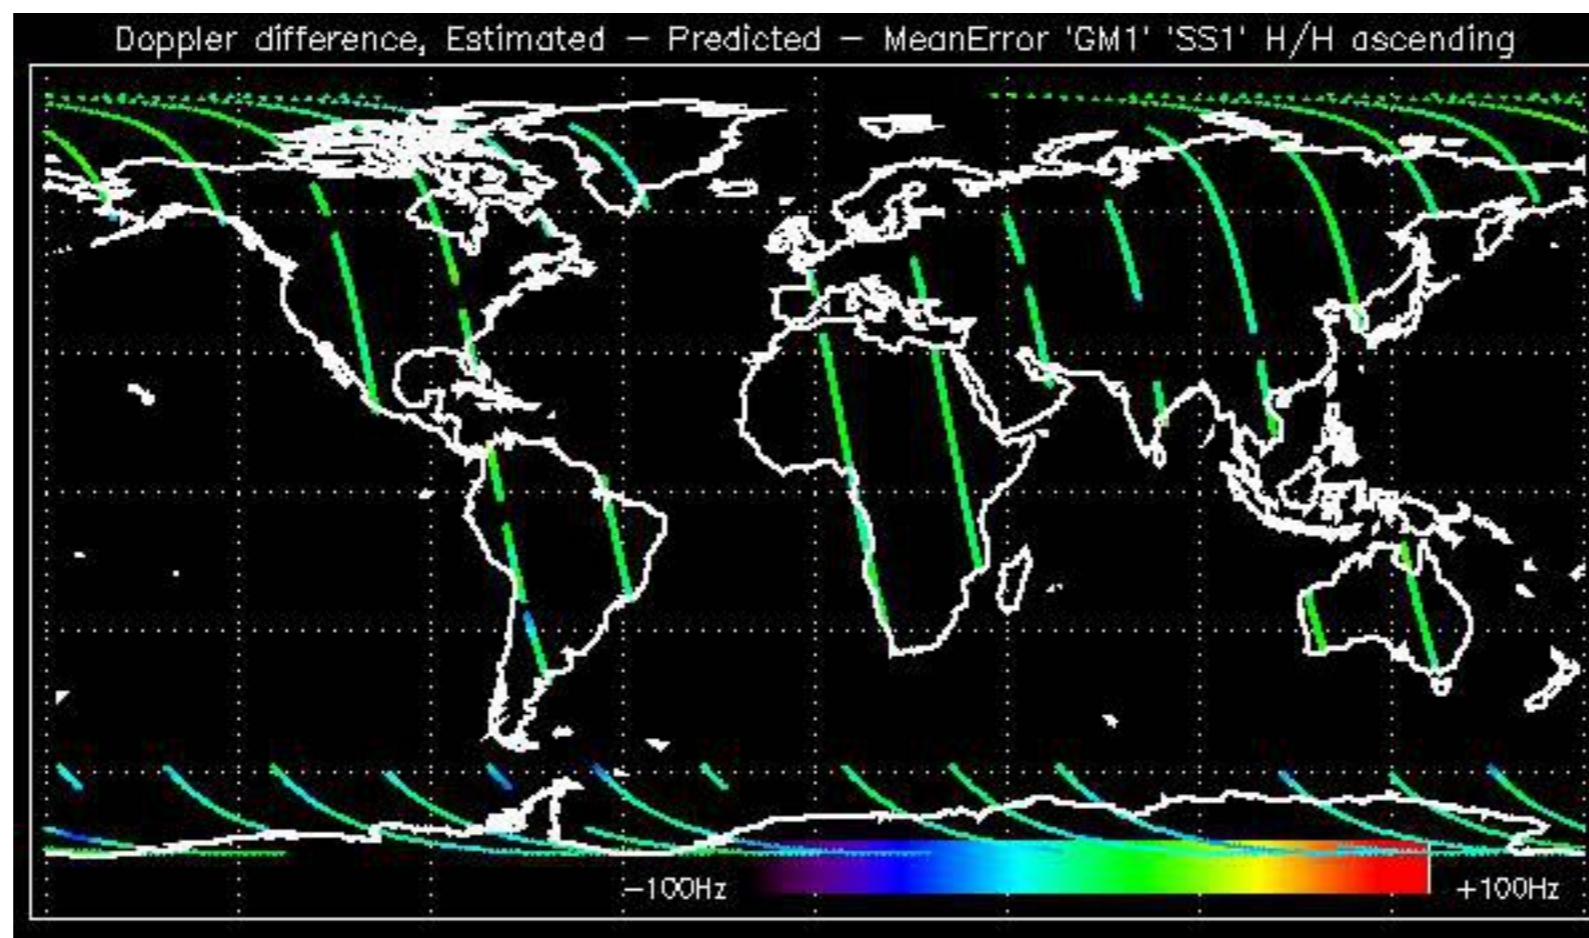 Doppler difference, Estimated — Predicted — MeanError 'GM1' 'SS1' H/H ascending
−100Hz
+100Hz